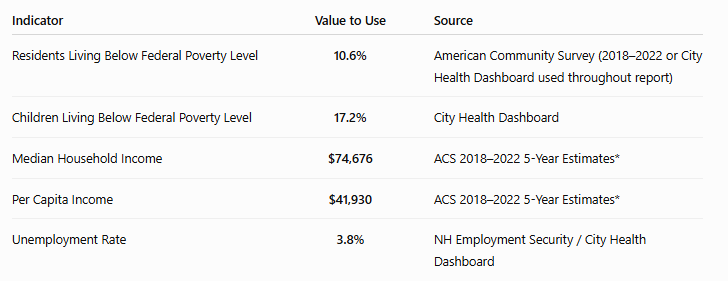 Indicator Value to Use Source
Residents Living Below Federal Poverty Level 10.6% American Community Survey (2018–2022 or City
Health Dashboard used throughout report)
Children Living Below Federal Poverty Level 17.2% City Health Dashboard
Median Household Income $74,676 ACS 2018–2022 5-Year Estimates*
Per Capita Income $41,930 ACS 2018–2022 5-Year Estimates*
Unemployment Rate 3.8% NH Employment Security / City Health
Dashboard